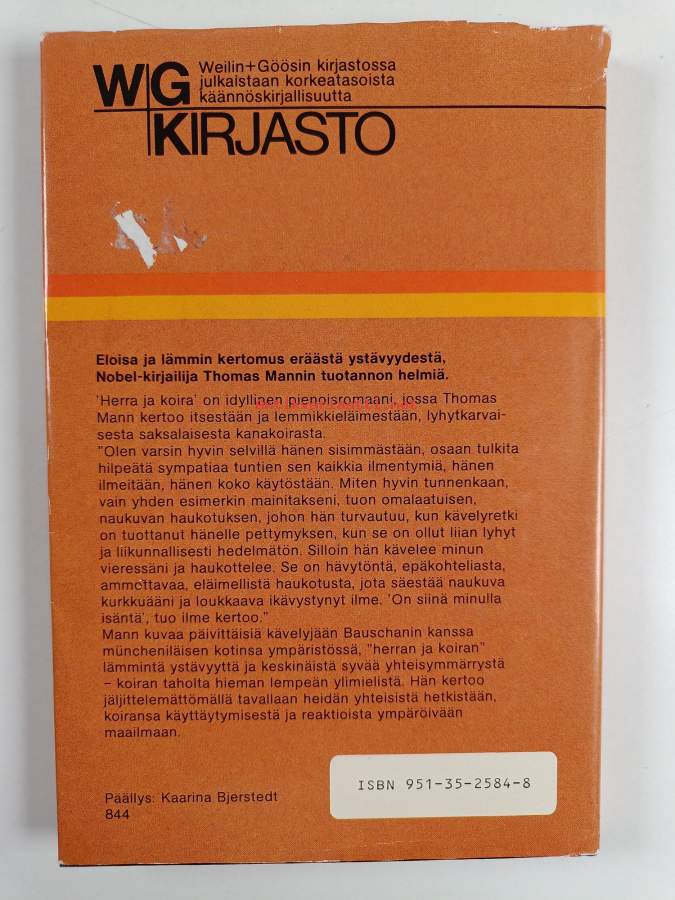 Weilin+Göösin kirjastossa
julkaistaan korkeatasoista
käännöskirjallisuutta
WG
KIRJASTO
Eloisa ja lämmin kertomus eräästä ystävyydestä,
Nobel-kirjailija Thomas Mannin tuotannon helmiä.
'Herra ja koira' on idyllinen pienoisromaani, jossa Thomas
Mann kertoo itsestään ja lemmikkieläimestään, lyhytkarvai-
sesta saksalaisesta kanakoirasta.
"Olen varsin hyvin selvillä hänen sisimmästään, osaan tulkita
hilpeätä sympatiaa tuntien sen kaikkia ilmentymiä, hänen
ilmeitään, hänen koko käytöstään. Miten hyvin tunnenkaan,
vain yhden esimerkin mainitakseni, tuon omalaatuisen,
naukuvan haukotuksen, johon hän turvautuu, kun kävelyretki
on tuottanut hänelle pettymyksen, kun se on ollut liian lyhyt
ja liikunnallisesti hedelmätön. Silloin hän kävelee minun
vieressäni ja haukottelee. Se on hävytöntä, epäkohteliasta,
ammottavaa, eläimellistä haukotusta, jota säestää naukuva
kurkkuääni ja loukkaava ikävystynyt ilme. 'On siinä minulla
isäntä', tuo ilme kertoo."
Mann kuvaa päivittäisiä kävelyjään Bauschanin kanssa
müncheniläisen kotinsa ympäristössä, "herran ja koiran"
lämmintä ystävyyttä ja keskinäistä syvää yhteisymmärrystä
– koiran taholta hieman lempeän ylimielistä. Hän kertoo
jäljittelemättömällä tavallaan heidän yhteisistä hetkistään,
koiransa käyttäytymisestä ja reaktioista ympäröivään
maailmaan.
ISBN 951-35-2584-8
Päällys: Kaarina Bjerstedt
844